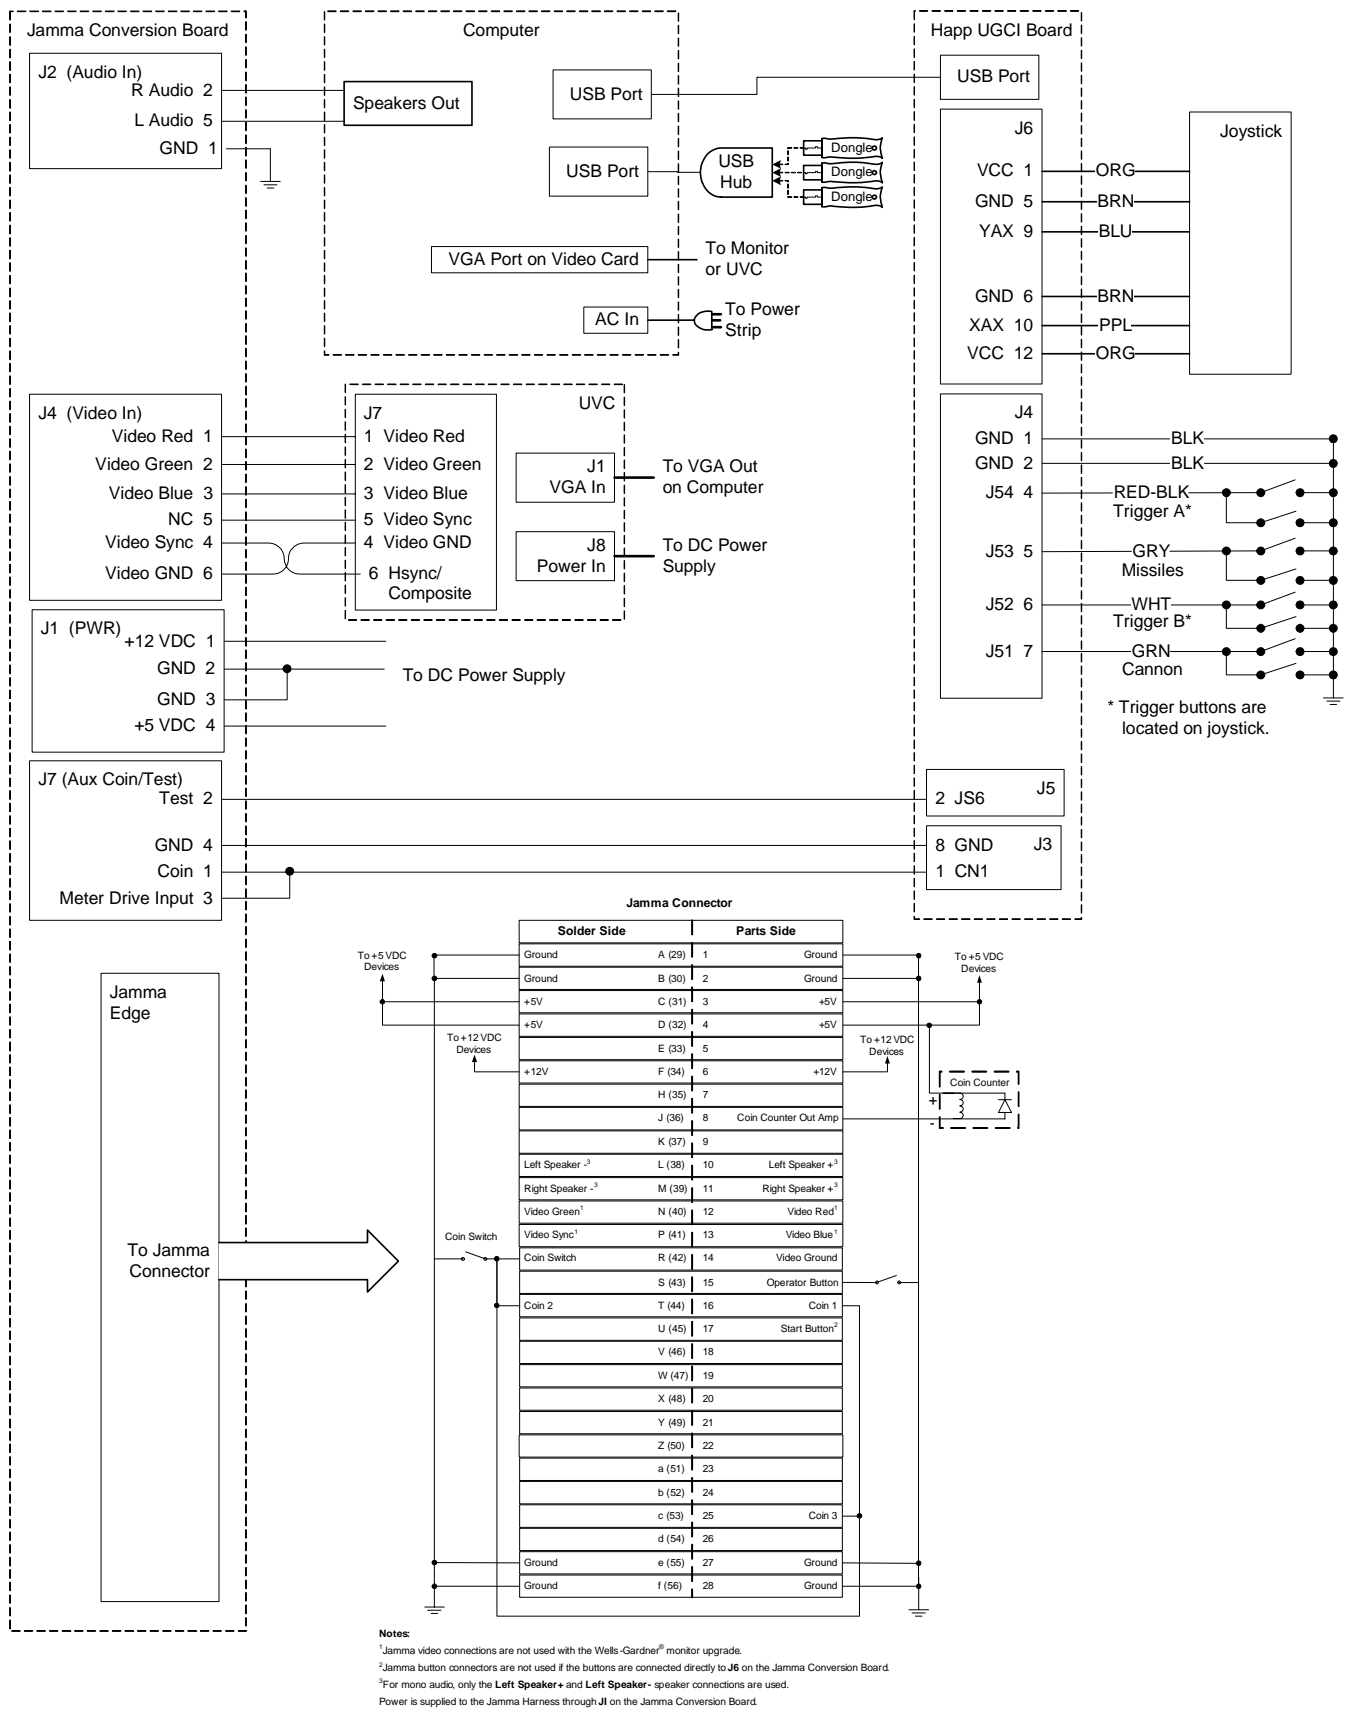 Jamma Conversion Board
J2 (Audio In)
R Audio 2
L Audio 5
GND 1
Computer
Speakers Out
USB Port
USB Port
USB
Hub
Dongle
Dongle
Dongle
VGA Port on Video Card
To Monitor
or UVC
AC In
To Power
Strip
Happ UGCI Board
USB Port
J6
VCC 1
GND 5
YAX 9
GND 6
XAX 10
VCC 12
ORG
BRN
BLU
BRN
PPL
ORG
Joystick
J4 (Video In)
Video Red 1
Video Green 2
Video Blue 3
NC 5
Video Sync 4
Video GND 6
UVC
J7
1 Video Red
2 Video Green
3 Video Blue
5 Video Sync
4 Video GND
6 Hsync/
Composite
J1
VGA In
To VGA Out
on Computer
J8
Power In
To DC Power
Supply
J4
GND 1
GND 2
J54 4
J53 5
J52 6
J51 7
BLK
BLK
RED-BLK
Trigger A*
GRY
Missiles
WHT
Trigger B*
GRN
Cannon
* Trigger buttons are
located on joystick.
J1 (PWR)
+12 VDC 1
GND 2
GND 3
+5 VDC 4
To DC Power Supply
J7 (Aux Coin/Test)
Test 2
GND 4
Coin 1
Meter Drive Input 3
2 JS6
J5
8 GND
J3
1 CN1
Jamma
Edge
To Jamma
Connector
Jamma Connector
Solder Side Parts Side
Ground A (29) 1 Ground
Ground B (30) 2 Ground
+5V C (31) 3 +5V
+5V D (32) 4 +5V
E (33) 5
+12V F (34) 6 +12V
H (35) 7
J (36) 8 Coin Counter Out Amp
K (37) 9
Left Speaker -3 L (38) 10 Left Speaker +3
Right Speaker -3 M (39) 11 Right Speaker +3
Video Green1 N (40) 12 Video Red1
Video Sync1 P (41) 13 Video Blue1
Coin Switch R (42) 14 Video Ground
S (43) 15 Operator Button
Coin 2 T (44) 16 Coin 1
U (45) 17 Start Button2
V (46) 18
W (47) 19
X (48) 20
Y (49) 21
Z (50) 22
a (51) 23
b (52) 24
c (53) 25 Coin 3
d (54) 26
Ground e (55) 27 Ground
Ground f (56) 28 Ground
To +5 VDC
Devices
To +12 VDC
Devices
Coin Switch
To +5 VDC
Devices
To +12 VDC
Devices
Coin Counter
+
-
Notes:
1Jamma video connections are not used with the Wells-Gardner® monitor upgrade.
2Jamma button connectors are not used if the buttons are connected directly to J6 on the Jamma Conversion Board.
3For mono audio, only the Left Speaker+ and Left Speaker- speaker connections are used.
Power is supplied to the Jamma Harness through JI on the Jamma Conversion Board.